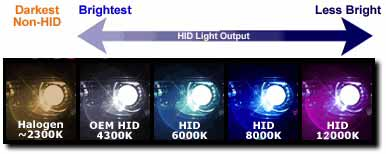 Darkest
Non-HID
Brightest
Less Bright
HID Light Output
Halogen
~2300K
OEM HID
4300K
HID
6000K
HID
8000K
HID
12000K